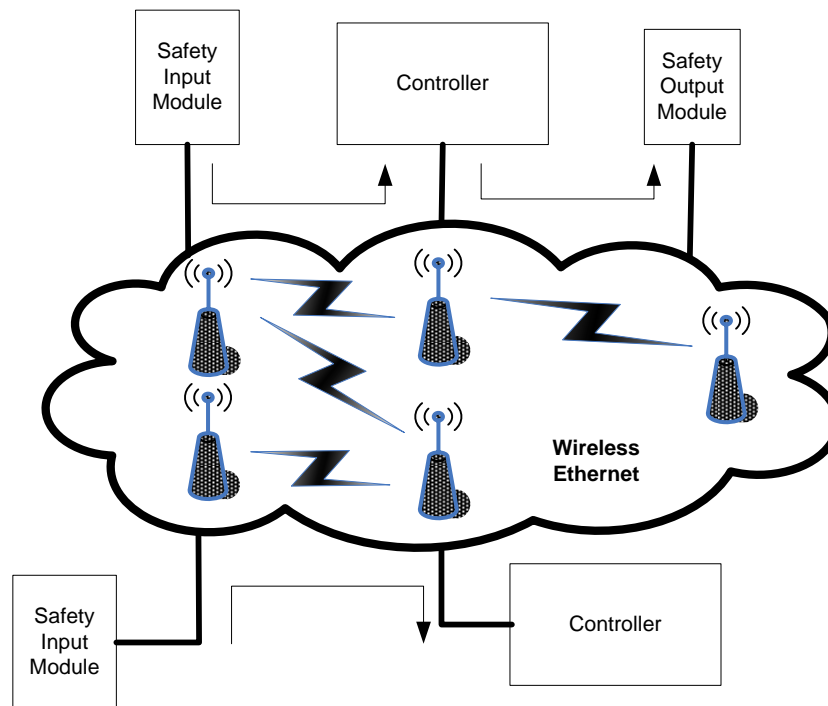 Safety
Input
Module
Controller
Safety
Output
Module
Wireless
Ethernet
Safety
Input
Module
Controller